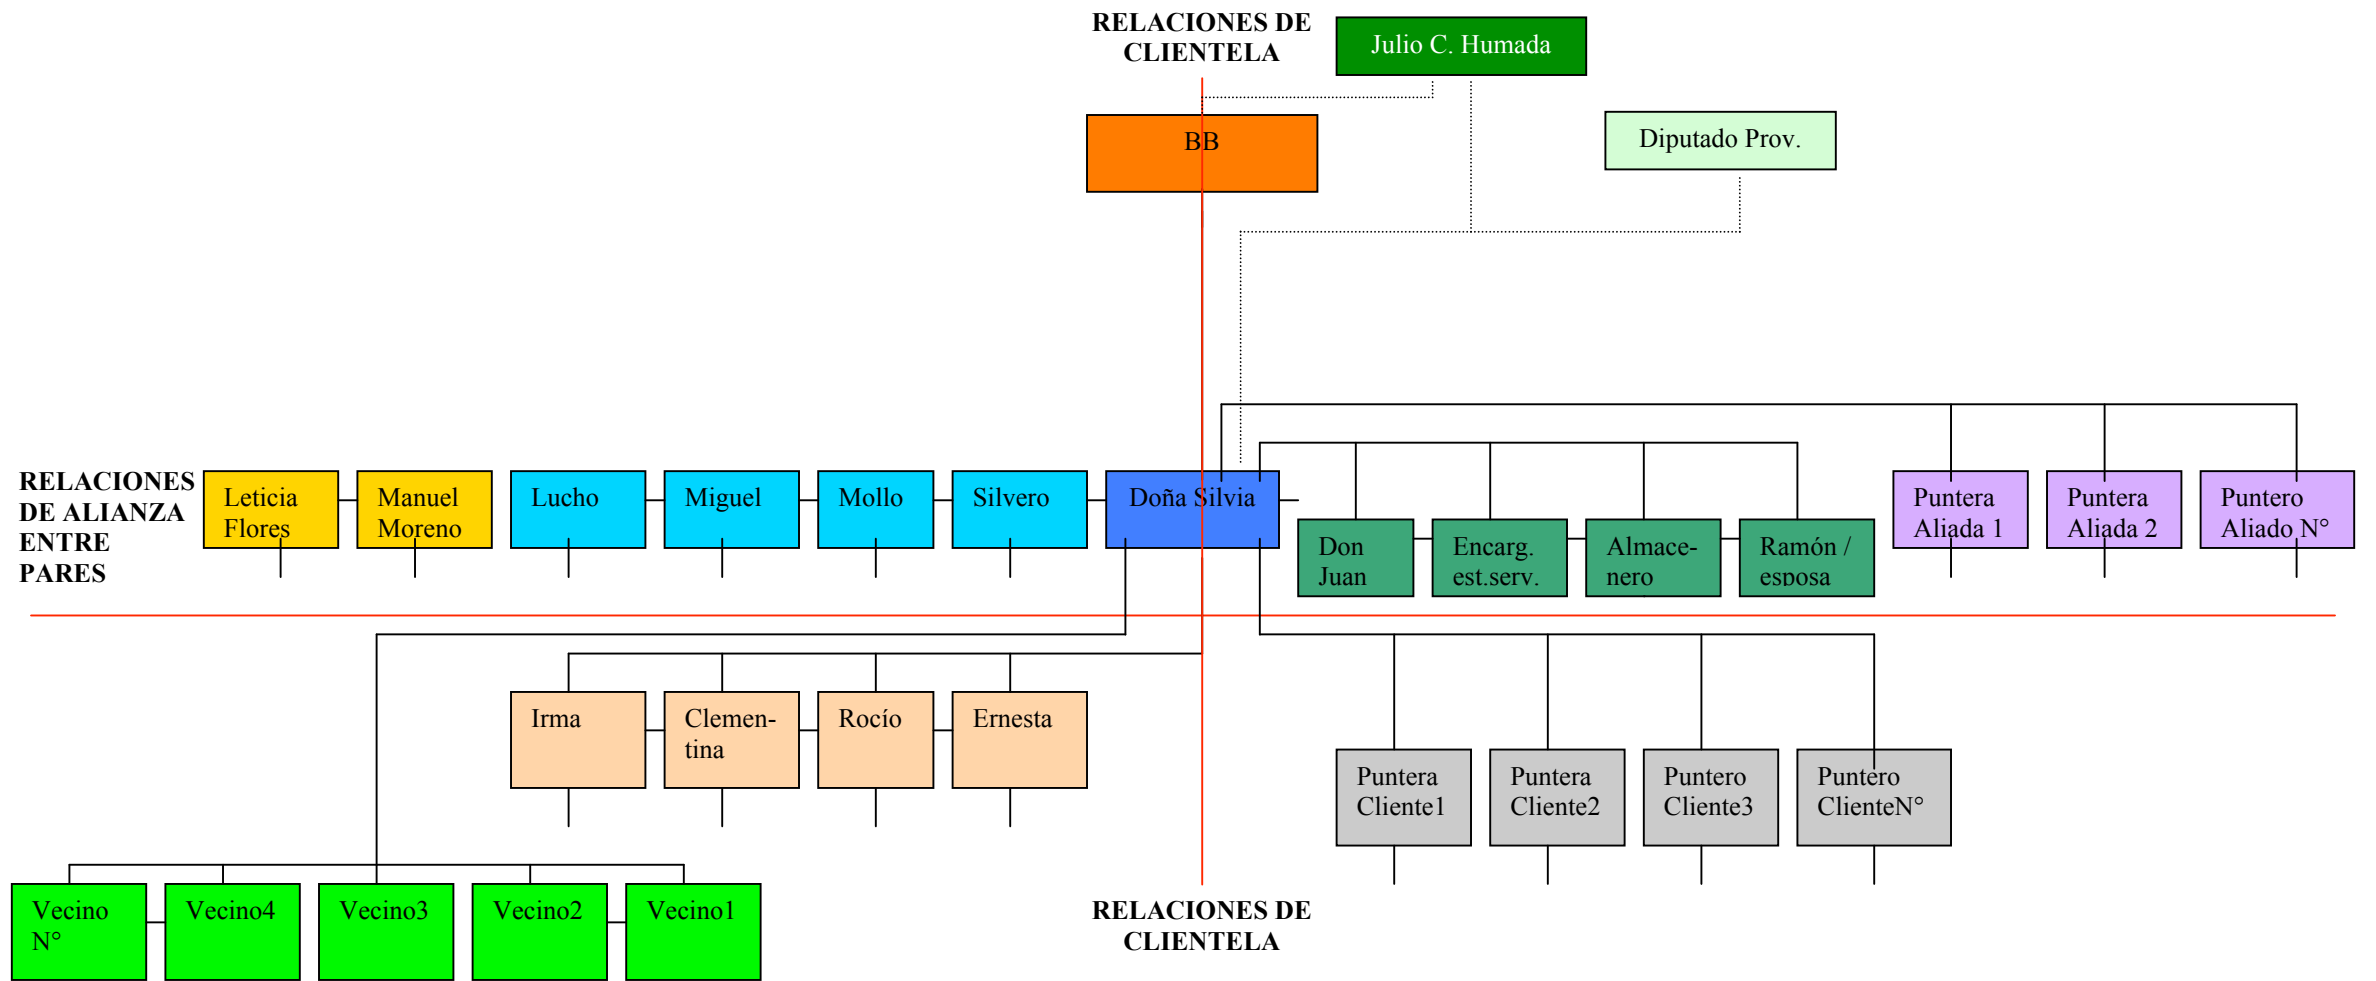 RELACIONES DE
CLIENTELA
Julio C. Humada
BB
Diputado Prov.
RELACIONES
DE ALIANZA
ENTRE
PARES
Leticia
Flores
Manuel
Moreno
Lucho
Miguel
Mollo
Silvero
Doña Silvia
Don
Juan
Encarg.
est.serv.
Almace-
nero
Ramón /
esposa
Puntera
Aliada 1
Puntera
Aliada 2
Puntero
Aliado N°
Irma
Clemen-
tina
Rocío
Ernesta
Puntera
Cliente1
Puntera
Cliente2
Puntero
Cliente3
Puntero
ClienteN°
Vecino
N°
Vecino4
Vecino3
Vecino2
Vecino1
RELACIONES DE
CLIENTELA